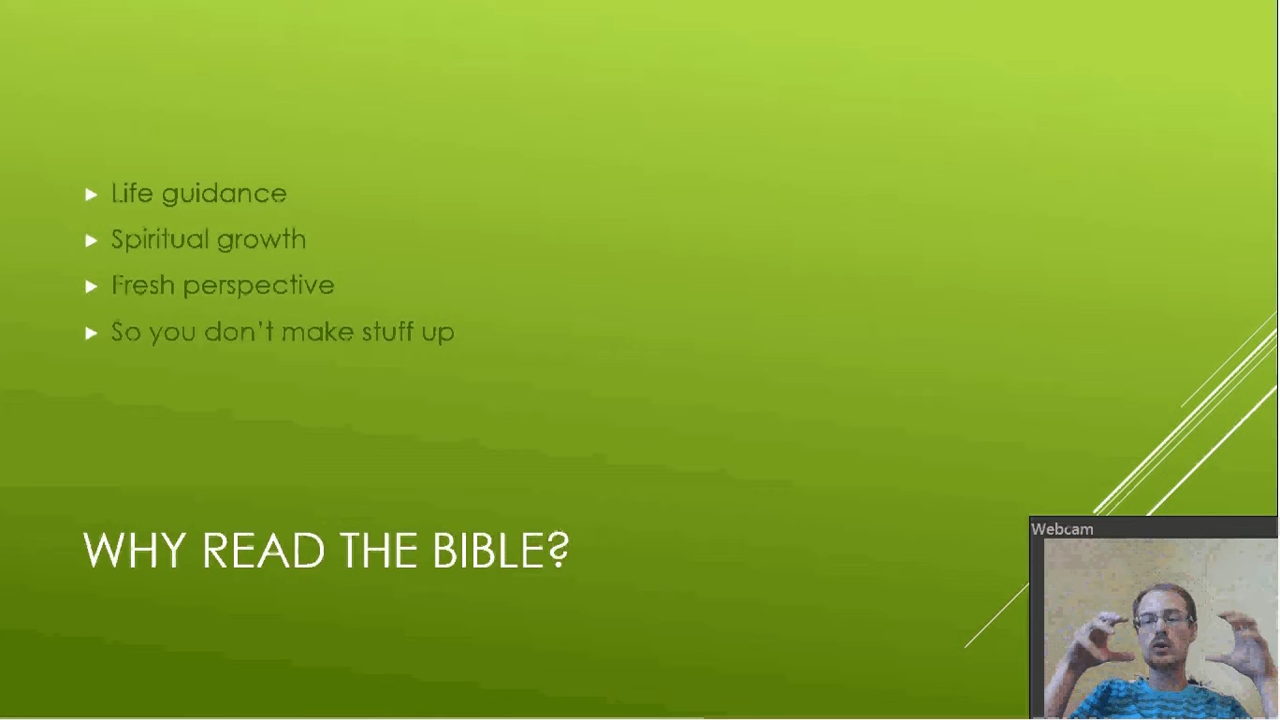 Life guidance
Spiritual growth
Fresh perspective
So you don't make stuff up
WHY READ THE BIBLE?
Webcam